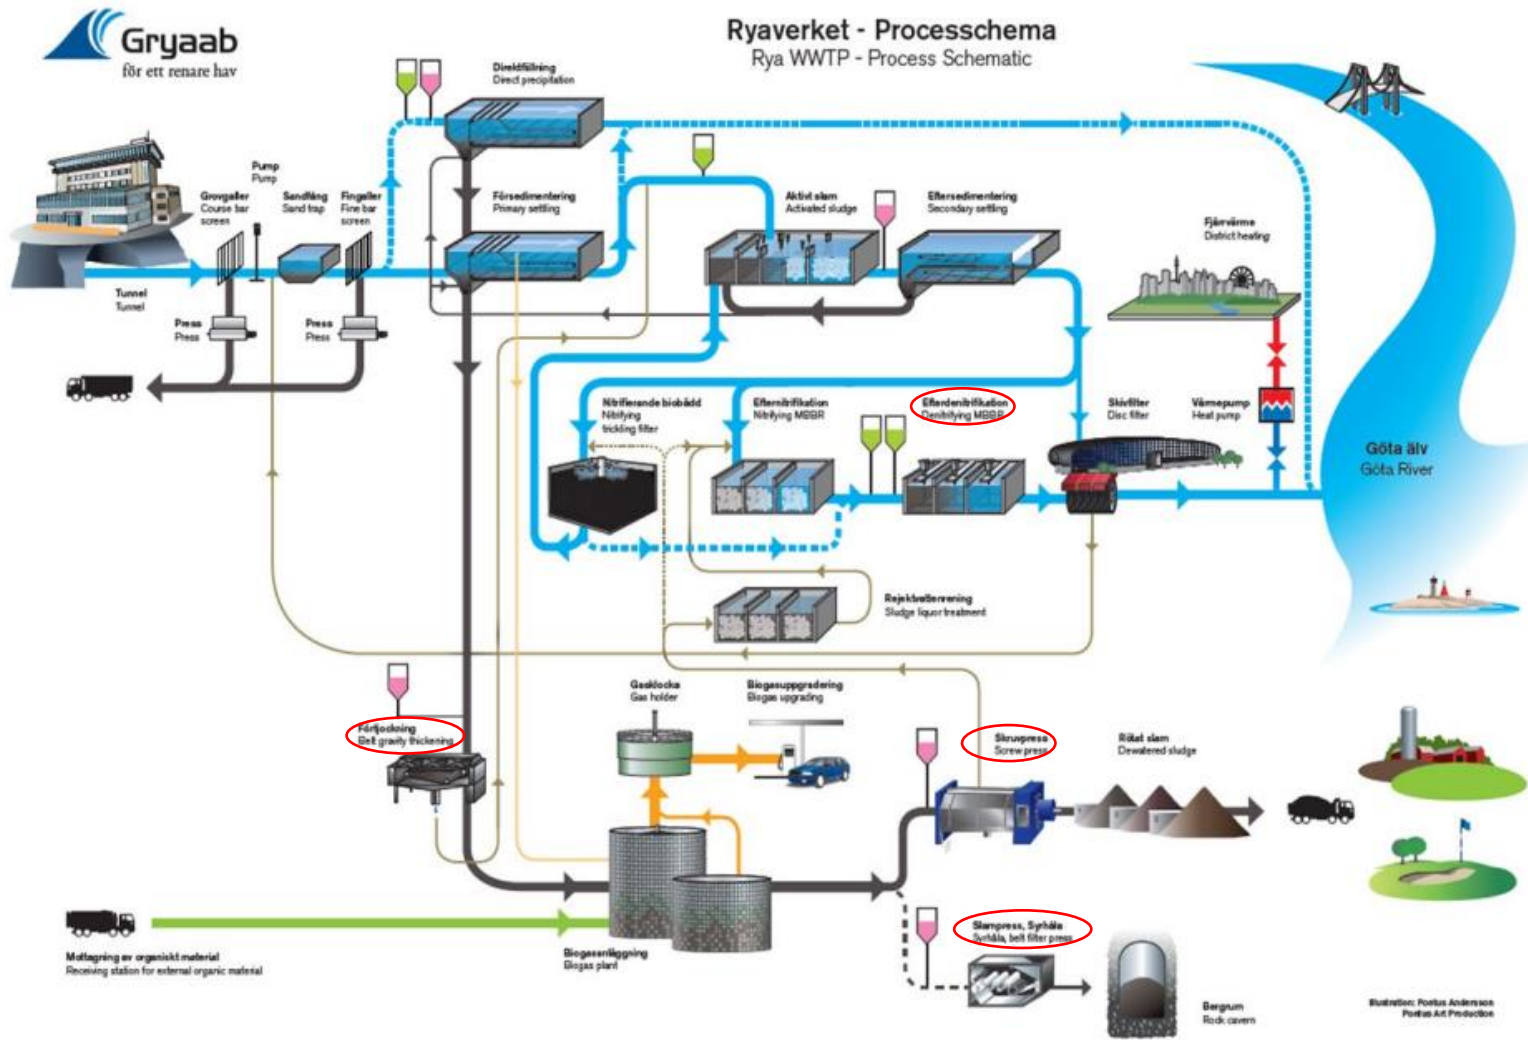 Gryaab
för ett renare hav
Ryaverket - Processchema
Rya WWTP - Process Schematic
Direktfällning
Direct precipitation
Grovgaller
Course bar
screen
Pump
Pump
Sandfång
Sand trap
Fingaller
Fine bar
screen
Försedimentering
Primary settling
Aktivt slam
Activated sludge
Eftersedimentering
Secondary settling
Fjärrvärme
District heating
Tunnel
Tunnel
Press
Press
Press
Press
Nitrifierande biobädd
Nitrifying
trickling filter
Efternitrifikation
Nitrifying MBBR
Efterdenitrifikation
Denitrifying MBBR
Skivfilter
Disc filter
Värmepump
Heat pump
Göta älv
Göta River
Rejektvattenrening
Sludge liquor treatment
Förtjockning
Belt gravity thickening
Gasklocka
Gas holder
Biogasuppgradering
Biogas upgrading
Skruvpress
Screw press
Rötat slam
Dewatered sludge
Mottagning av organiskt material
Receiving station for external organic material
Biogasanläggning
Biogas plant
Slampress, Syrhåla
Syrhåla, belt filter press
Bergrum
Rock cavern
Illustration: Pontus Andersson
Pontus Art Production